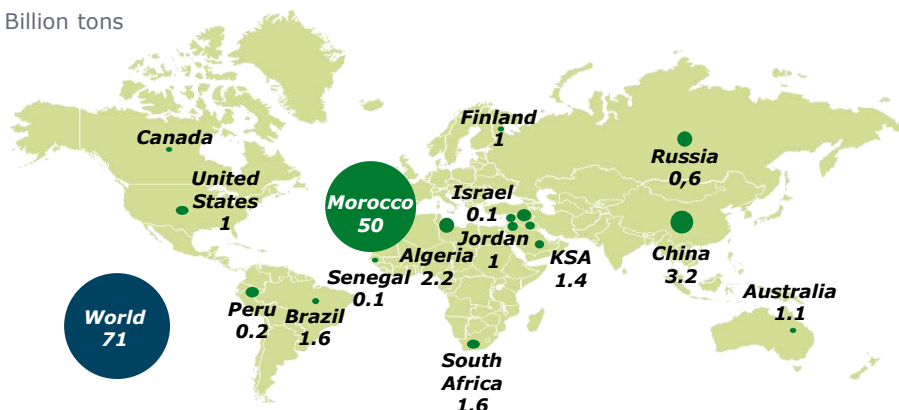 Billion tons
Canada
United
States
1
Finland
1
Russia
0,6
Morocco
50
Israel
0.1
Jordan
1
Algeria
2.2
KSA
1.4
China
3.2
Senegal
0.1
Peru
0.2
Brazil
1.6
World
71
Australia
1.1
South
Africa
1.6